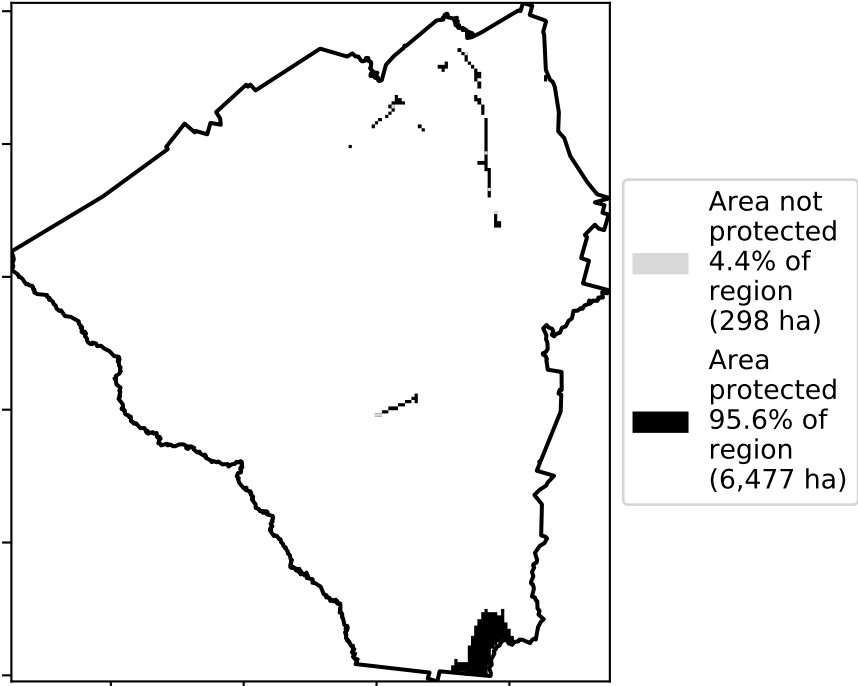 Area not
protected
4.4% of
region
(298 ha)
Area
protected
95.6% of
region
(6,477 ha)